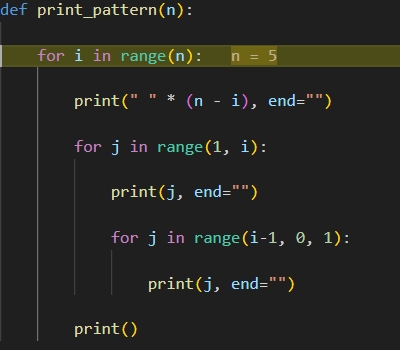 def print_pattern(n):
    for i in range(n):   n = 5
        print(" " * (n - i), end="")
        for j in range(1, i):
            print(j, end="")
            for j in range(i-1, 0, 1):
                print(j, end="")
        print()